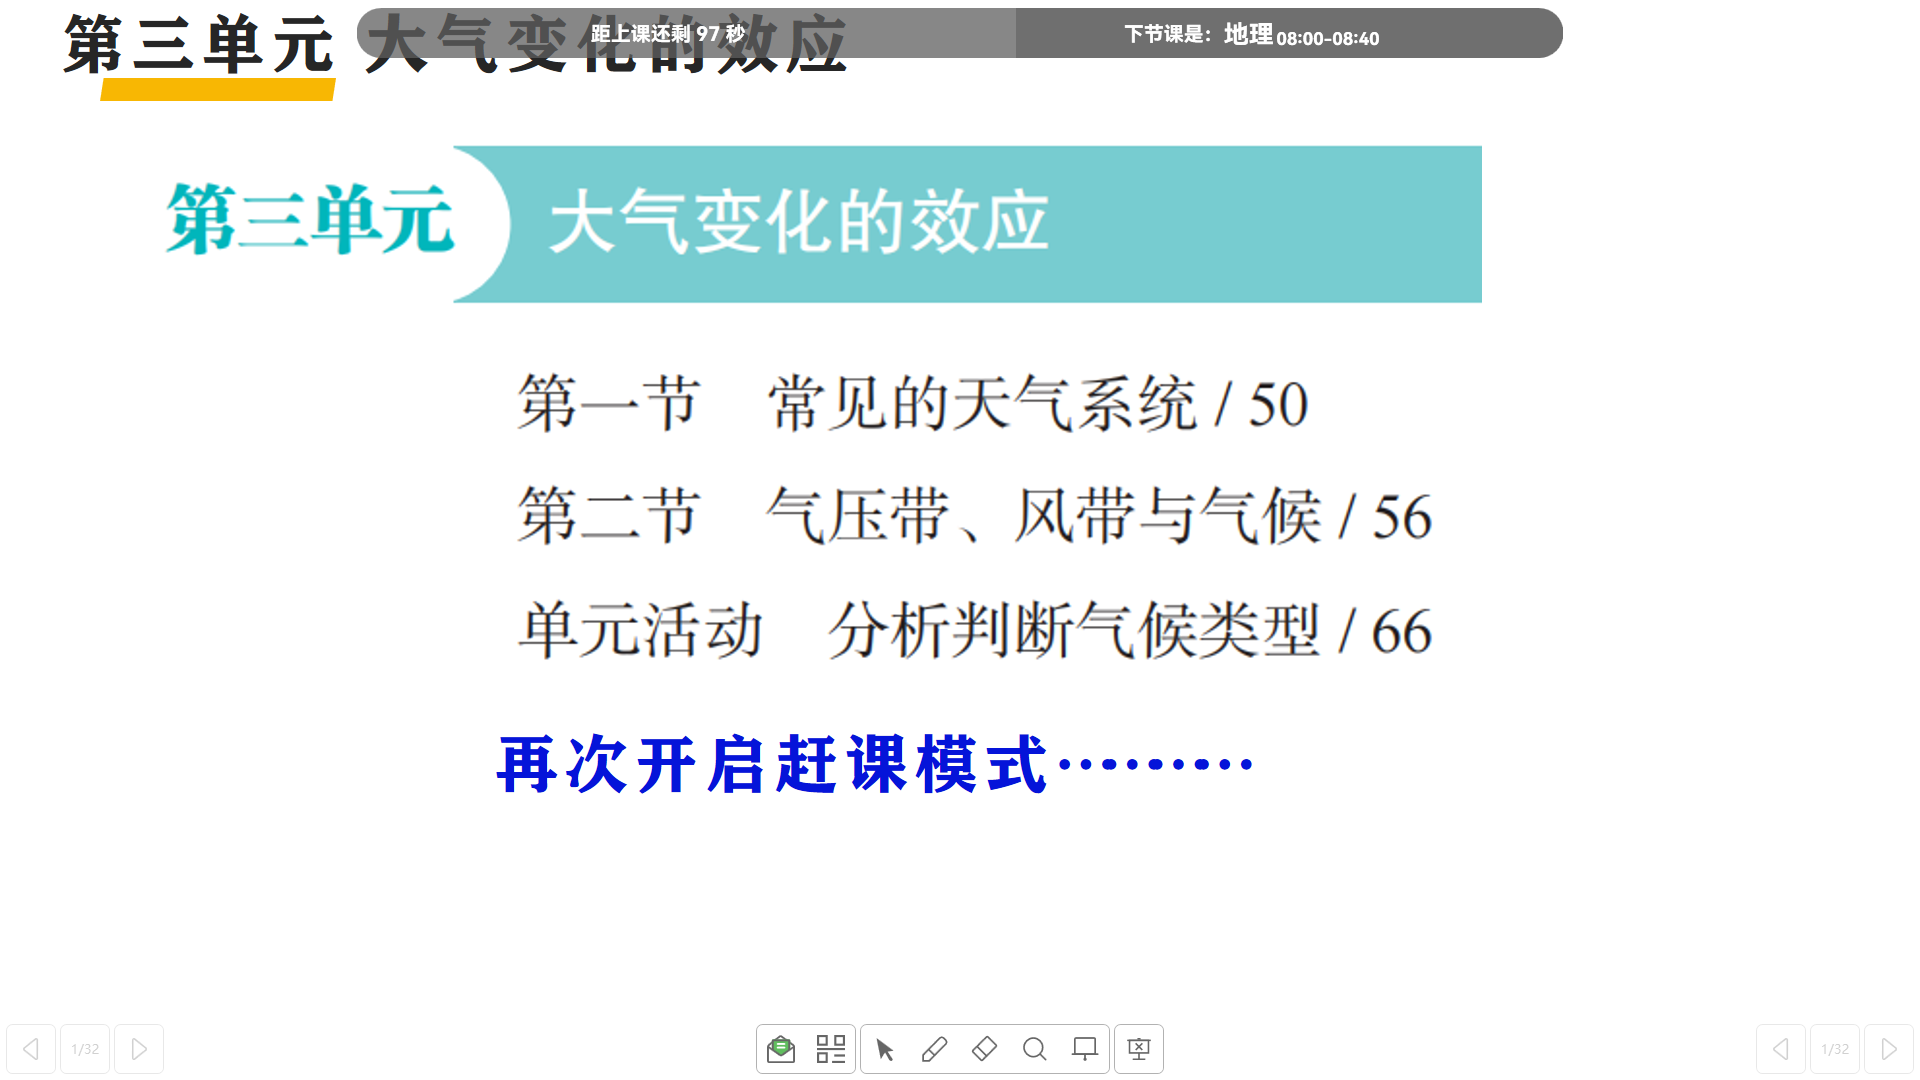 第三单元 大气变化的效应
距上课还剩 97 秒
下节课是：地理 08:00-08:40
第三单元 大气变化的效应
第一节 常见的天气系统 / 50
第二节 气压带、风带与气候 / 56
单元活动 分析判断气候类型 / 66
再次开启赶课模式………
1/32
1/32